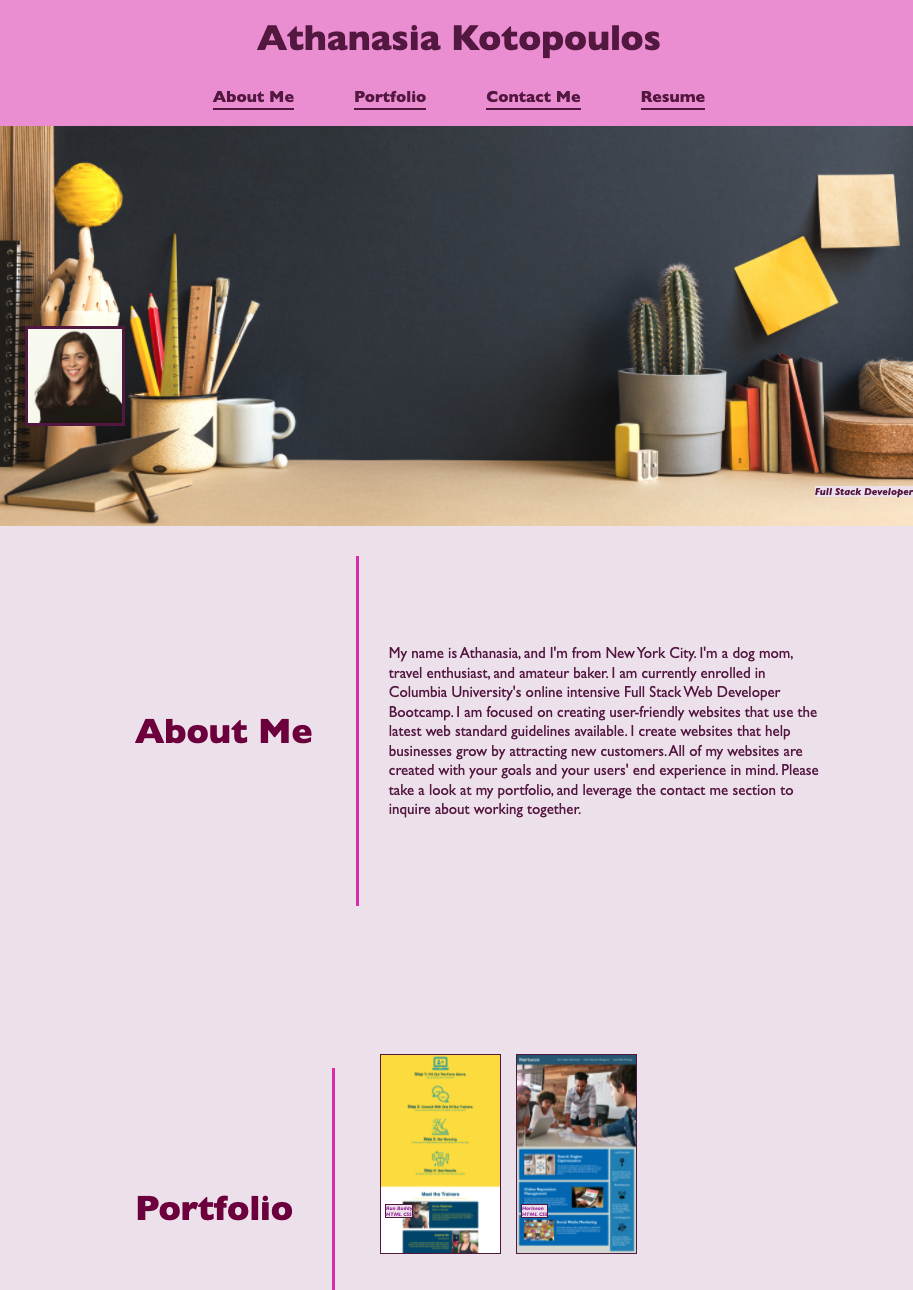 Athanasia Kotopoulos
About Me Portfolio Contact Me Resume
Full Stack Developer
My name is Athanasia, and I'm from New York City. I'm a dog mom,
travel enthusiast, and amateur baker. I am currently enrolled in
Columbia University's online intensive Full Stack Web Developer
Bootcamp. I am focused on creating user-friendly websites that use the
latest web standard guidelines available. I create websites that help
businesses grow by attracting new customers. All of my websites are
created with your goals and your users' end experience in mind. Please
take a look at my portfolio, and leverage the contact me section to
inquire about working together.
About Me
Portfolio
Meet the Trainers
Run Buddy
HTML CSS
Horiseon
Search Engine
Optimization
Online Reputation
Management
Horiseon
HTML CSS
Social Media Marketing